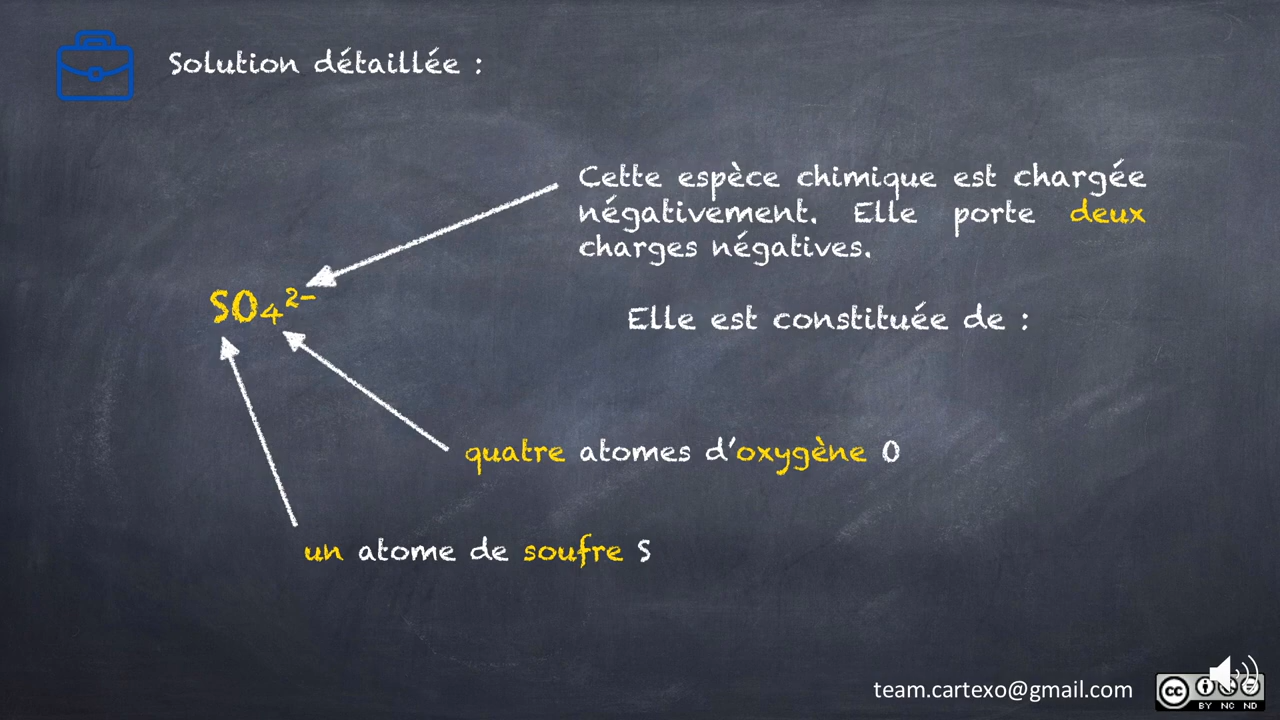 Solution détaillée :
Cette espèce chimique est chargée
négativement. Elle porte deux
charges négatives.
SO₄²⁻
Elle est constituée de :
quatre atomes d'oxygène O
un atome de soufre S
team.cartexo@gmail.com
cc
BY NC ND